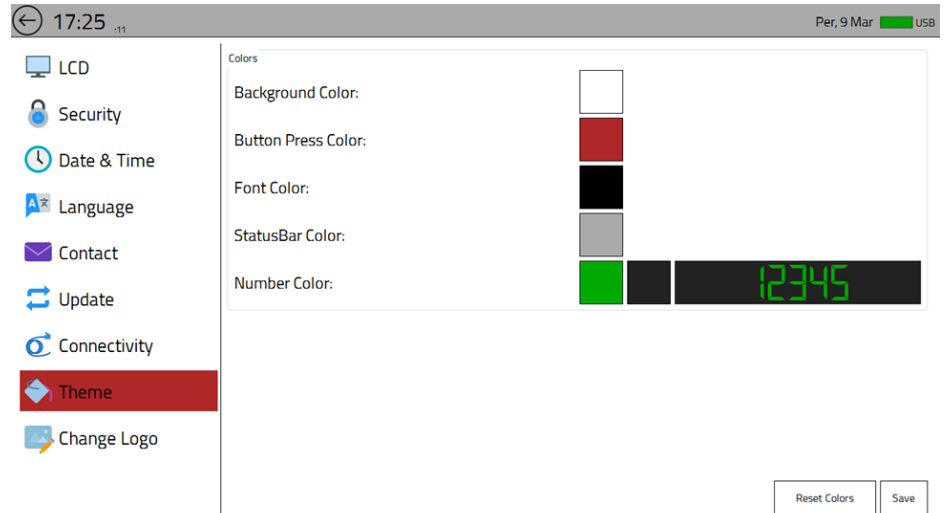 17:25 :11
Per, 9 Mar USB
LCD
Security
Date & Time
Language
Contact
Update
Connectivity
Theme
Change Logo
Colors
Background Color:
Button Press Color:
Font Color:
StatusBar Color:
Number Color:
12345
Reset Colors
Save